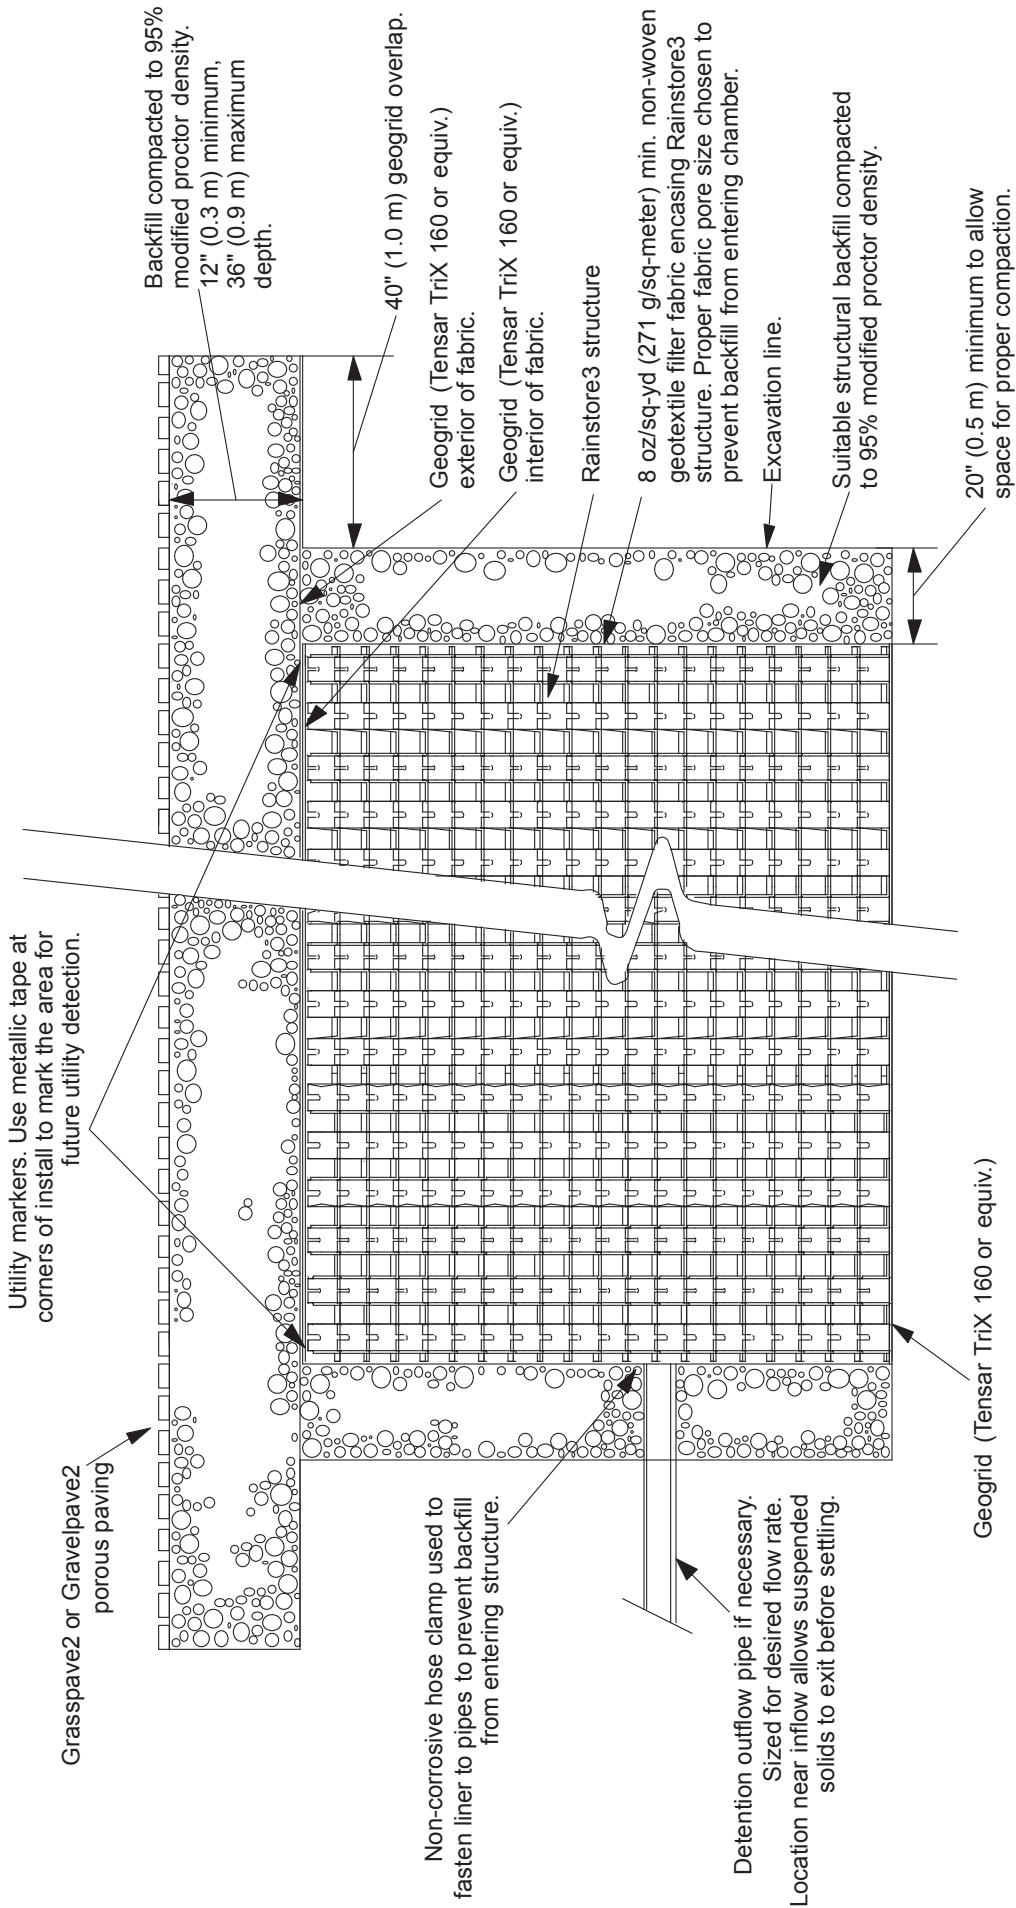 Utility markers. Use metallic tape at
corners of install to mark the area for
future utility detection.
Grasspave2 or Gravelpave2
porous paving
Backfill compacted to 95%
modified proctor density.
12" (0.3 m) minimum,
36" (0.9 m) maximum
depth.
40" (1.0 m) geogrid overlap.
Geogrid (Tensar TriX 160 or equiv.)
exterior of fabric.
Geogrid (Tensar TriX 160 or equiv.)
interior of fabric.
Rainstore3 structure
8 oz/sq-yd (271 g/sq-meter) min. non-woven
geotextile filter fabric encasing Rainstore3
structure. Proper fabric pore size chosen to
prevent backfill from entering chamber.
Excavation line.
Suitable structural backfill compacted
to 95% modified proctor density.
20" (0.5 m) minimum to allow
space for proper compaction.
Non-corrosive hose clamp used to
fasten liner to pipes to prevent backfill
from entering structure.
Detention outflow pipe if necessary.
Sized for desired flow rate.
Location near inflow allows suspended
solids to exit before settling.
Geogrid (Tensar TriX 160 or equiv.)